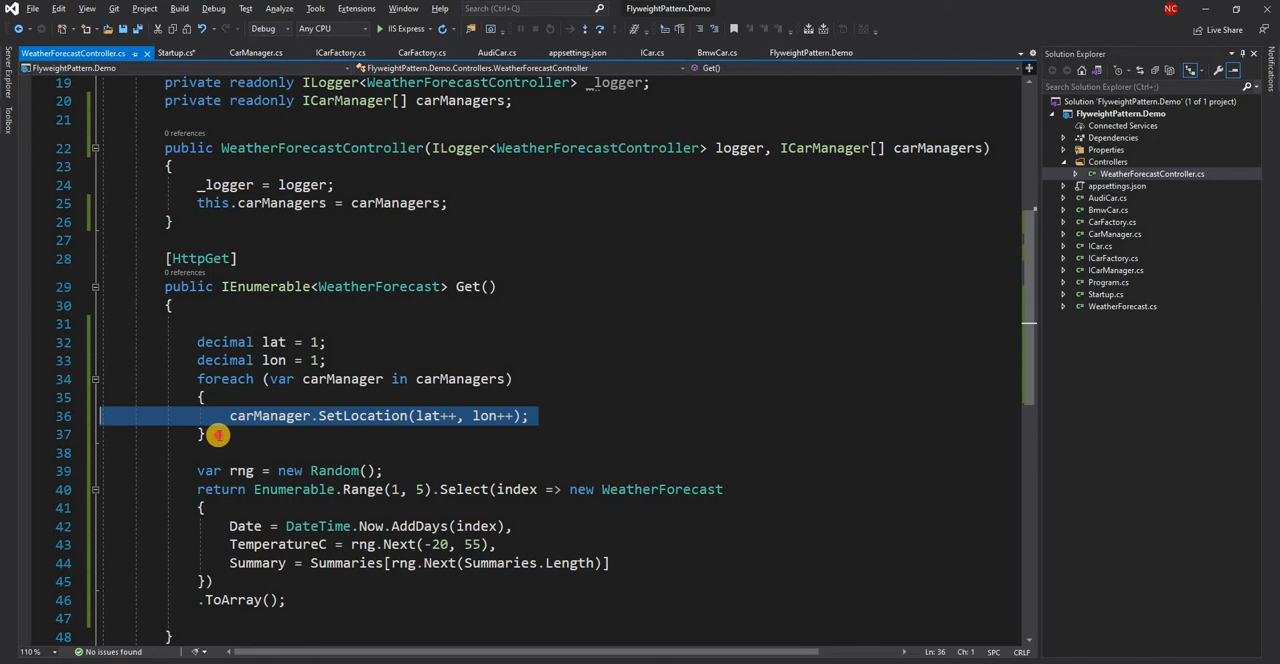 File Edit View Git Project Build Debug Test Analyze Tools Extensions Window Help Search (Ctrl+;) FlyweightPattern.Demo NC
Debug Any CPU IIS Express Live Share
WeatherForecastController.cs Startup.cs* CarManager.cs ICarFactory.cs CarFactory.cs AudiCar.cs appsettings.json ICar.cs BmwCar.cs FlyweightPattern.Demo
FlyweightPattern.Demo FlyweightPattern.Demo.Controllers.WeatherForecastController Get()
Server Explorer
Toolbox
19 private readonly ILogger<WeatherForecastController> _logger;
20 private readonly ICarManager[] carManagers;
21
0 references
22 public WeatherForecastController(ILogger<WeatherForecastController> logger, ICarManager[] carManagers)
23 {
24 _logger = logger;
25 this.carManagers = carManagers;
26 }
27
28 [HttpGet]
0 references
29 public IEnumerable<WeatherForecast> Get()
30 {
31
32 decimal lat = 1;
33 decimal lon = 1;
34 foreach (var carManager in carManagers)
35 {
36 carManager.SetLocation(lat++, lon++);
37 }
38
39 var rng = new Random();
40 return Enumerable.Range(1, 5).Select(index => new WeatherForecast
41 {
42 Date = DateTime.Now.AddDays(index),
43 TemperatureC = rng.Next(-20, 55),
44 Summary = Summaries[rng.Next(Summaries.Length)]
45 })
46 .ToArray();
47
48 }
110 % No issues found Ln: 36 Ch: 1 SPC CRLF
Solution Explorer
Search Solution Explorer (Ctrl+;)
Solution 'FlyweightPattern.Demo' (1 of 1 project)
FlyweightPattern.Demo
Connected Services
Dependencies
Properties
Controllers
WeatherForecastController.cs
appsettings.json
AudiCar.cs
BmwCar.cs
CarFactory.cs
CarManager.cs
ICar.cs
ICarFactory.cs
ICarManager.cs
Program.cs
Startup.cs
WeatherForecast.cs
Notifications